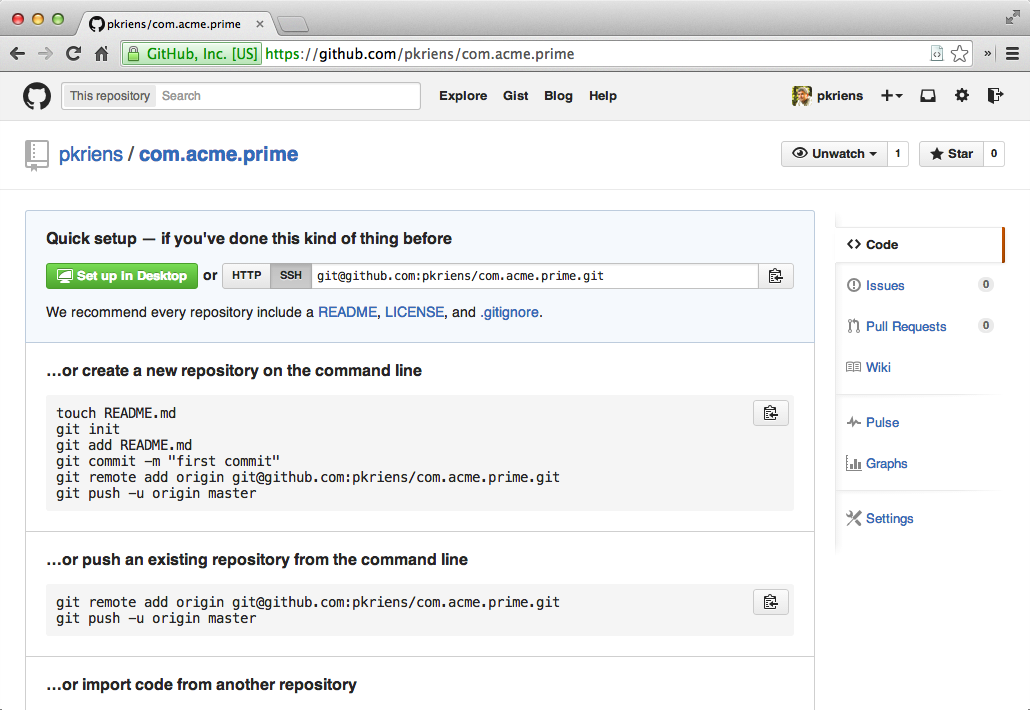 pkriens/com.acme.prime
GitHub, Inc. [US] https://github.com/pkriens/com.acme.prime
This repository Search Explore Gist Blog Help pkriens
pkriens / com.acme.prime Unwatch 1 Star 0
Quick setup — if you've done this kind of thing before
Set up in Desktop or HTTP SSH git@github.com:pkriens/com.acme.prime.git
We recommend every repository include a README, LICENSE, and .gitignore.
...or create a new repository on the command line
touch README.md
git init
git add README.md
git commit -m "first commit"
git remote add origin git@github.com:pkriens/com.acme.prime.git
git push -u origin master
...or push an existing repository from the command line
git remote add origin git@github.com:pkriens/com.acme.prime.git
git push -u origin master
...or import code from another repository
Code
Issues 0
Pull Requests 0
Wiki
Pulse
Graphs
Settings